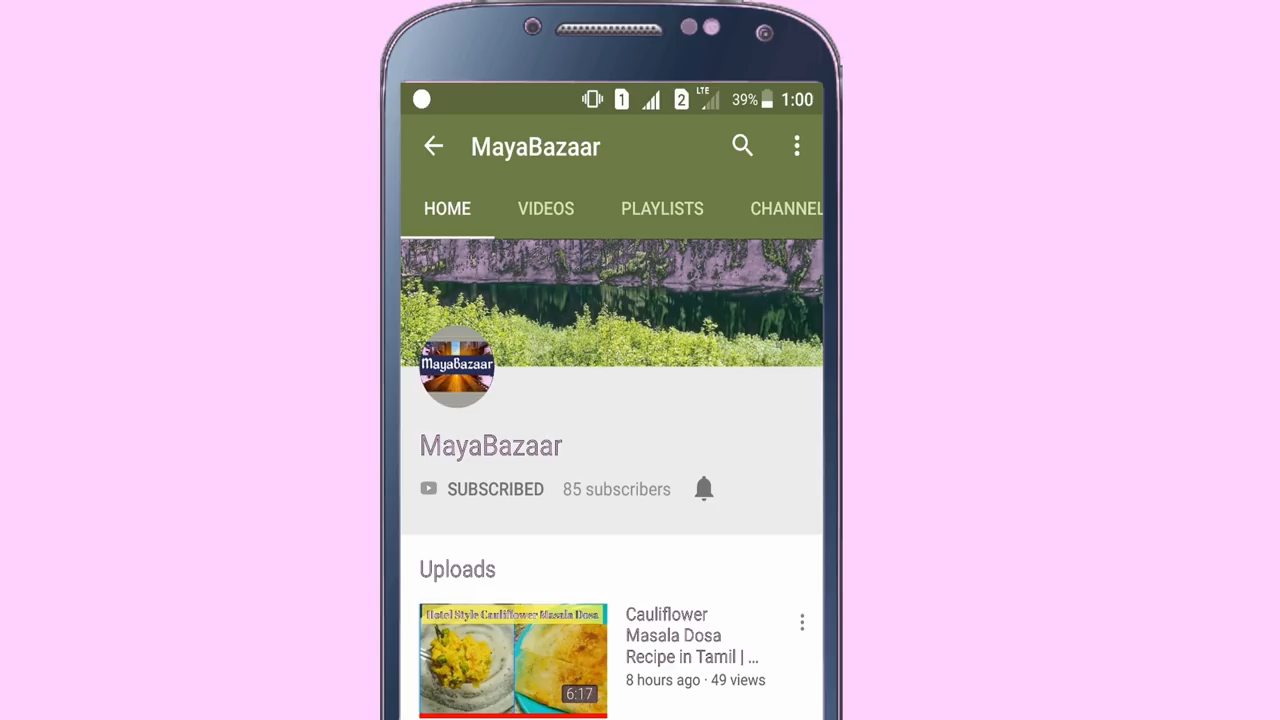 1 2 LTE 39% 1:00
MayaBazaar
HOME VIDEOS PLAYLISTS CHANNEL
MayaBazaar
MayaBazaar
SUBSCRIBED 85 subscribers
Uploads
Hotel Style Cauliflower Masala Dosa
6:17
Cauliflower
Masala Dosa
Recipe in Tamil | ...
8 hours ago · 49 views